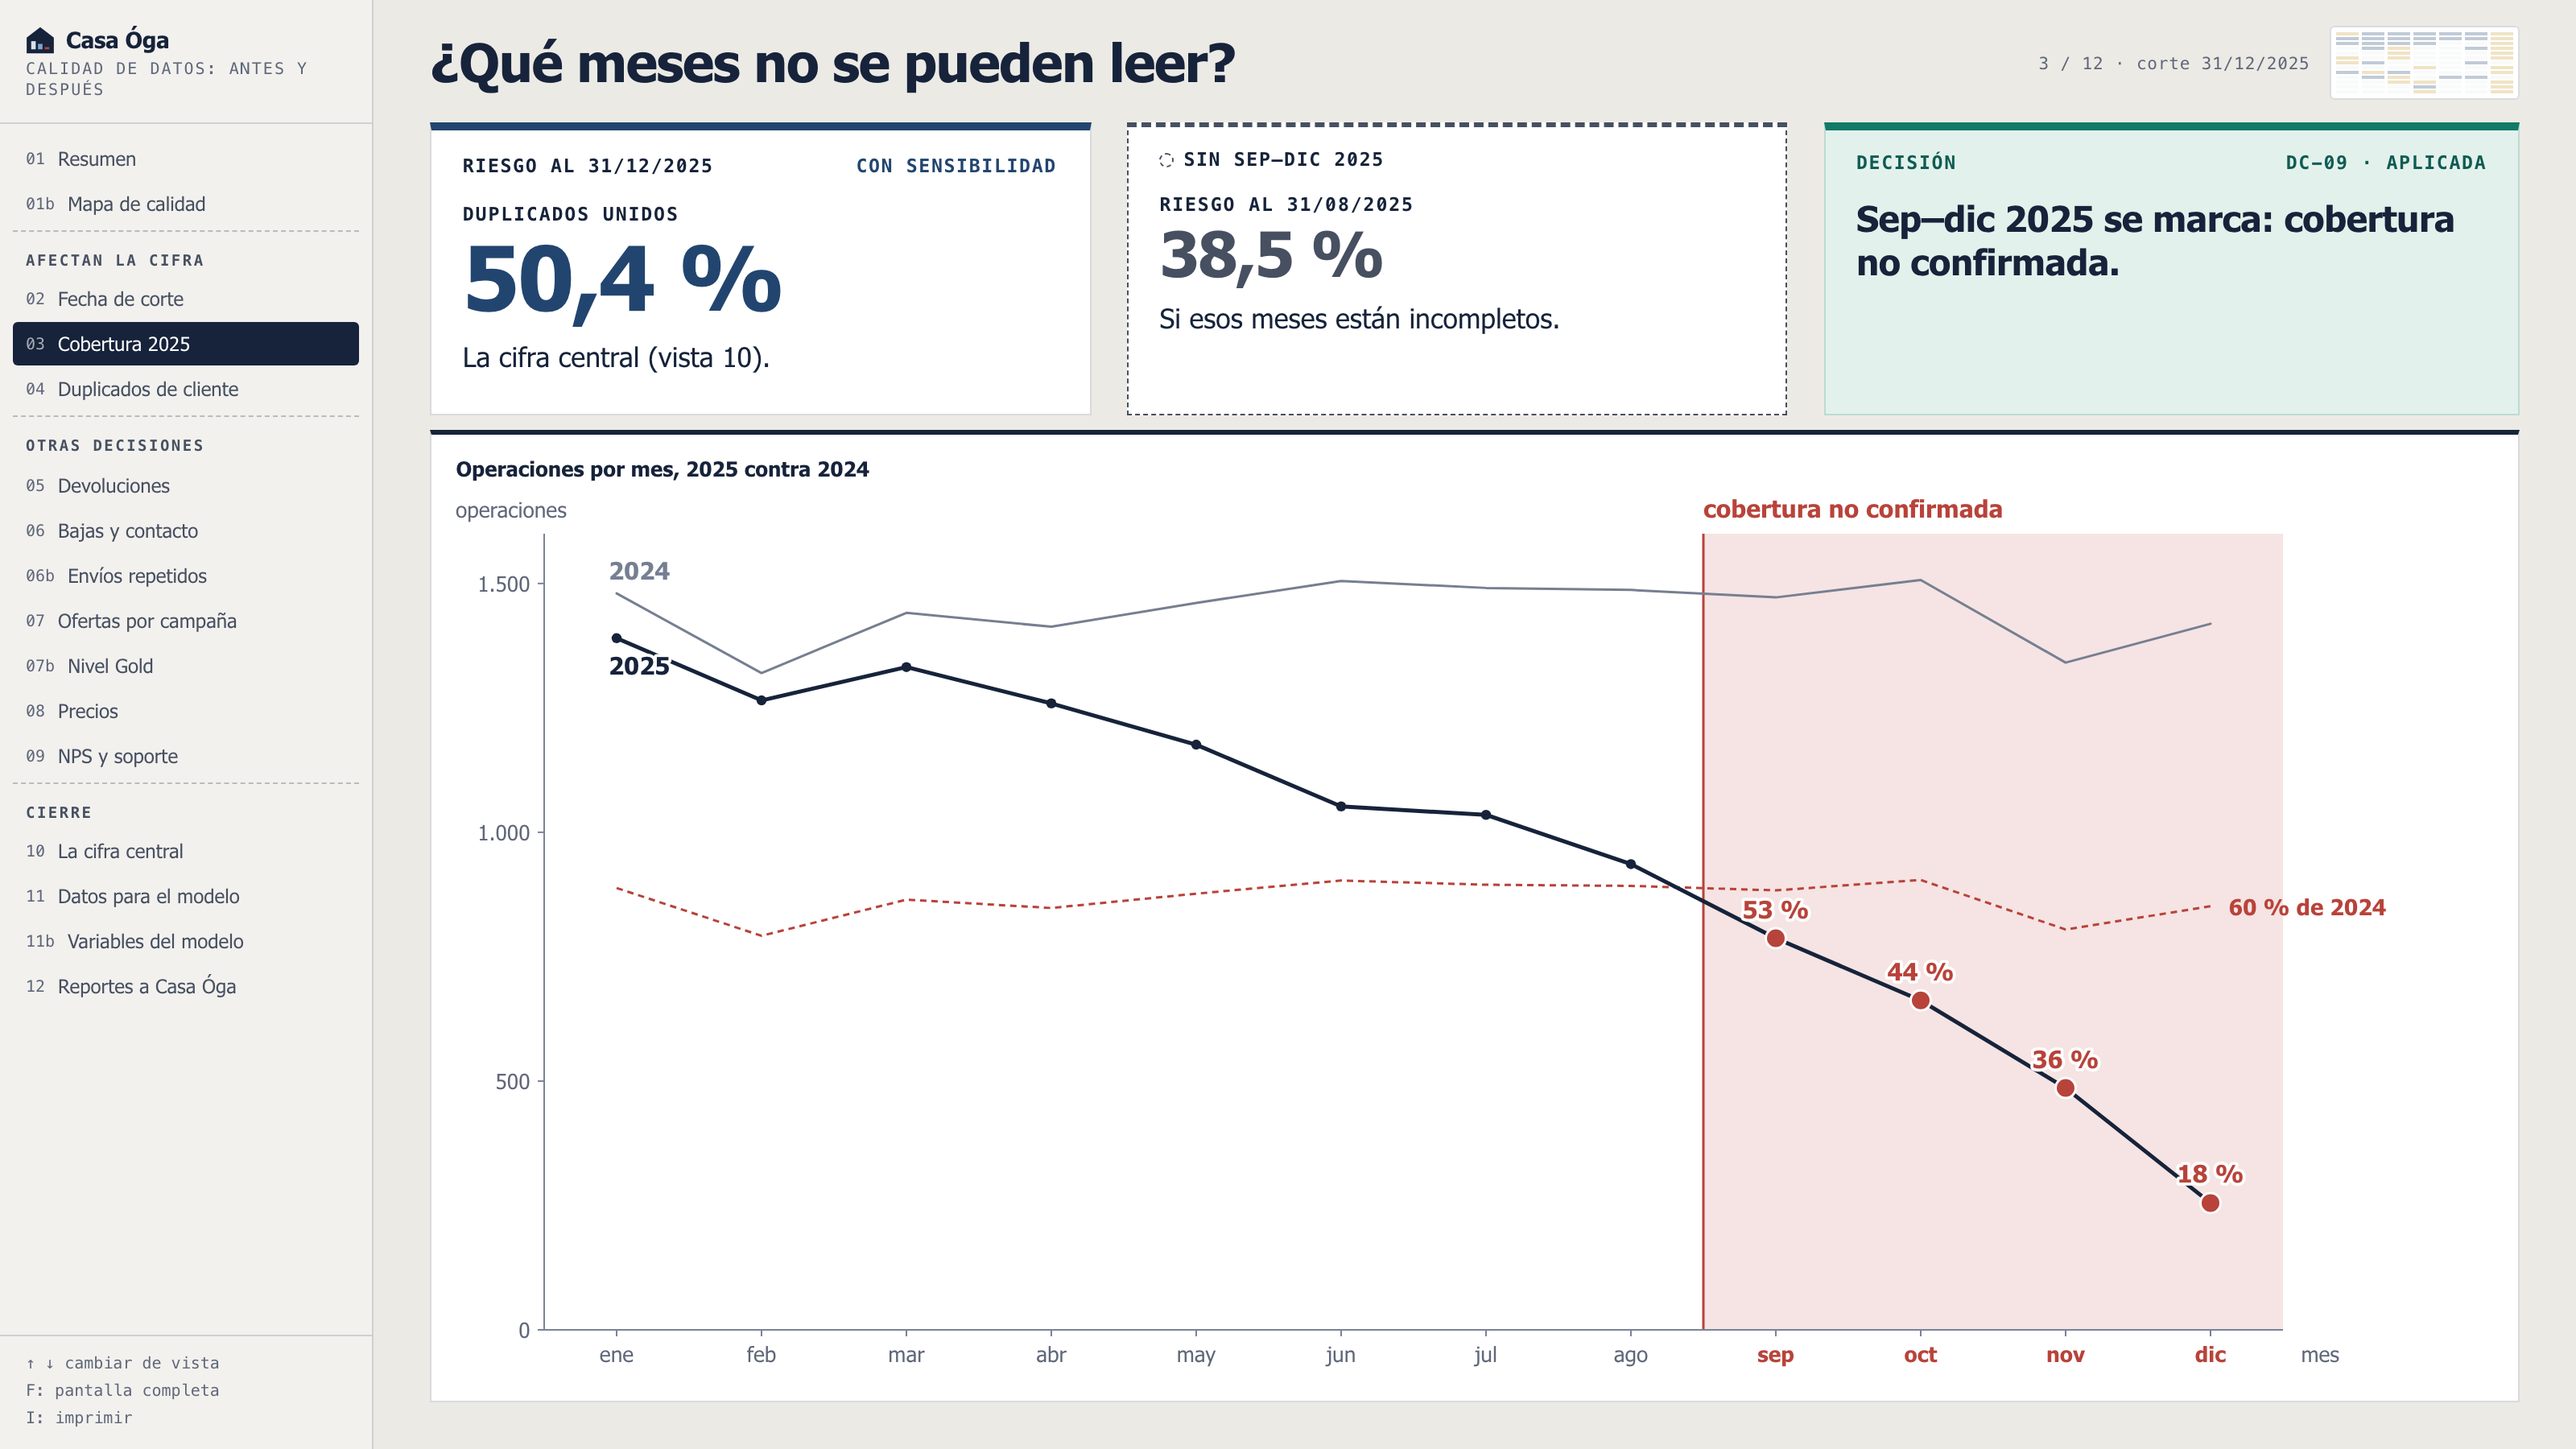 Casa Óga
CALIDAD DE DATOS: ANTES Y
DESPUÉS
01 Resumen
01b Mapa de calidad
AFECTAN LA CIFRA
02 Fecha de corte
03 Cobertura 2025
04 Duplicados de cliente
OTRAS DECISIONES
05 Devoluciones
06 Bajas y contacto
06b Envíos repetidos
07 Ofertas por campaña
07b Nivel Gold
08 Precios
09 NPS y soporte
CIERRE
10 La cifra central
11 Datos para el modelo
11b Variables del modelo
12 Reportes a Casa Óga
↑ ↓ cambiar de vista
F: pantalla completa
I: imprimir
¿Qué meses no se pueden leer?
3 / 12 · corte 31/12/2025
RIESGO AL 31/12/2025 CON SENSIBILIDAD
DUPLICADOS UNIDOS
50,4 %
La cifra central (vista 10).
SIN SEP–DIC 2025
RIESGO AL 31/08/2025
38,5 %
Si esos meses están incompletos.
DECISIÓN DC–09 · APLICADA
Sep–dic 2025 se marca: cobertura
no confirmada.
Operaciones por mes, 2025 contra 2024
operaciones
cobertura no confirmada
2024
1.500
2025
1.000
60 % de 2024
53 %
44 %
500
36 %
18 %
0
ene feb mar abr may jun jul ago sep oct nov dic mes